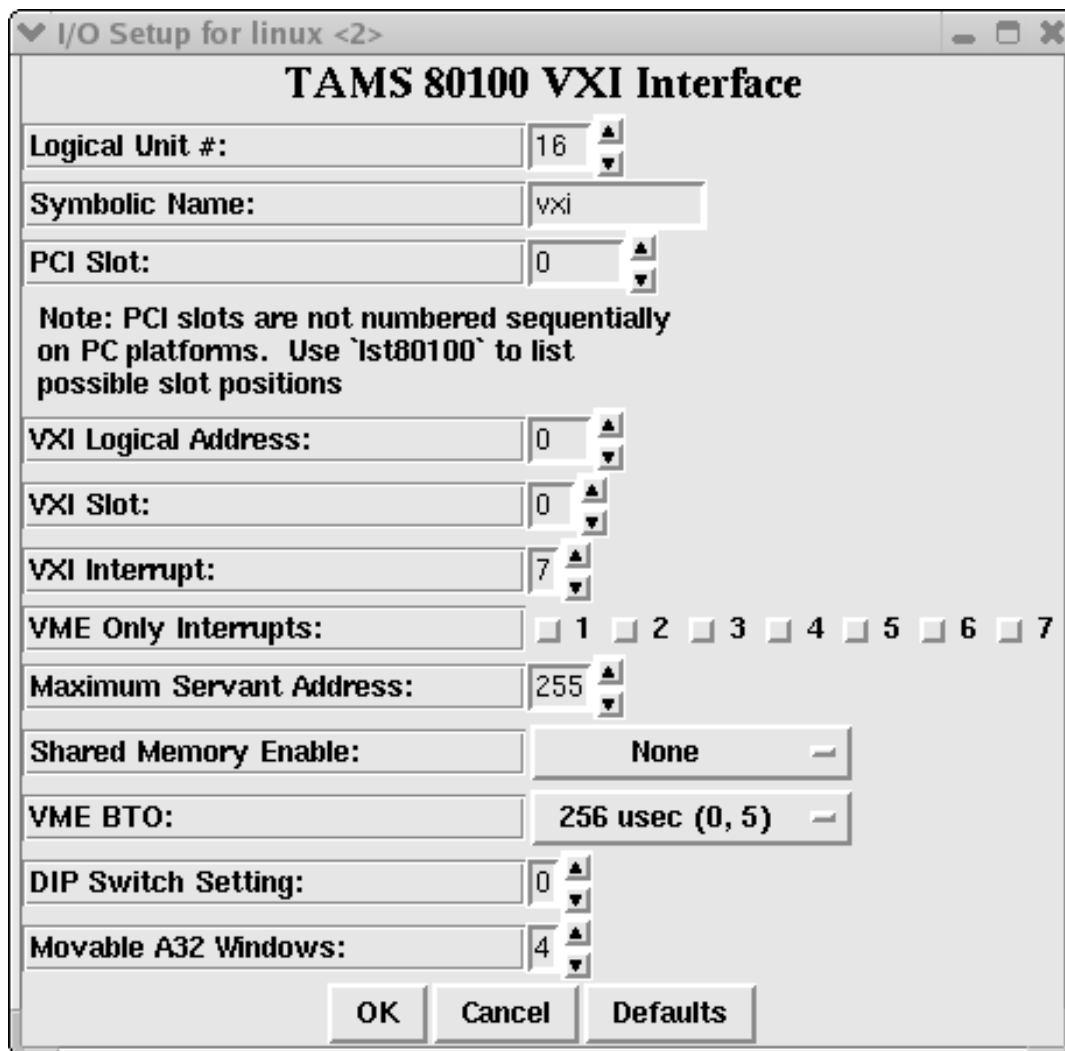 I/O Setup for linux <2>
TAMS 80100 VXI Interface
Logical Unit #: 16
Symbolic Name: vxi
PCI Slot: 0
Note: PCI slots are not numbered sequentially
on PC platforms. Use `lst80100` to list
possible slot positions
VXI Logical Address: 0
VXI Slot: 0
VXI Interrupt: 7
VME Only Interrupts: 1 2 3 4 5 6 7
Maximum Servant Address: 255
Shared Memory Enable: None
VME BTO: 256 usec (0, 5)
DIP Switch Setting: 0
Movable A32 Windows: 4
OK Cancel Defaults